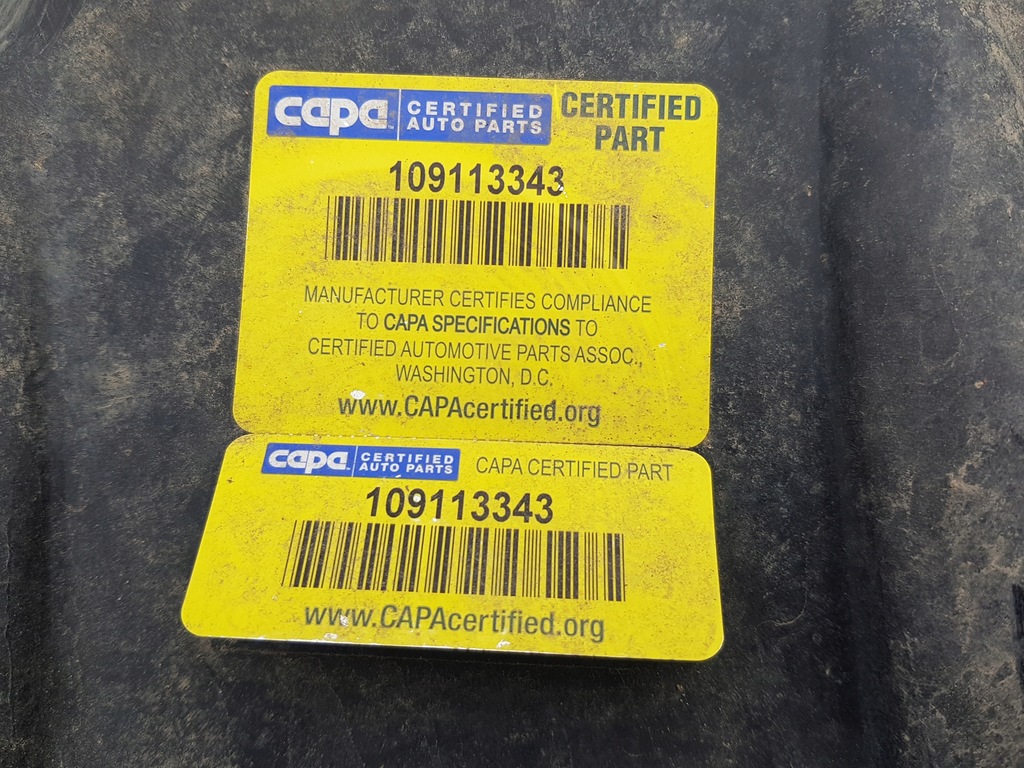 capa CERTIFIED AUTO PARTS CERTIFIED PART
109113343
MANUFACTURER CERTIFIES COMPLIANCE
TO CAPA SPECIFICATIONS TO
CERTIFIED AUTOMOTIVE PARTS ASSOC.,
WASHINGTON, D.C.
www.CAPAcertified.org
capa CERTIFIED AUTO PARTS CAPA CERTIFIED PART
109113343
www.CAPAcertified.org